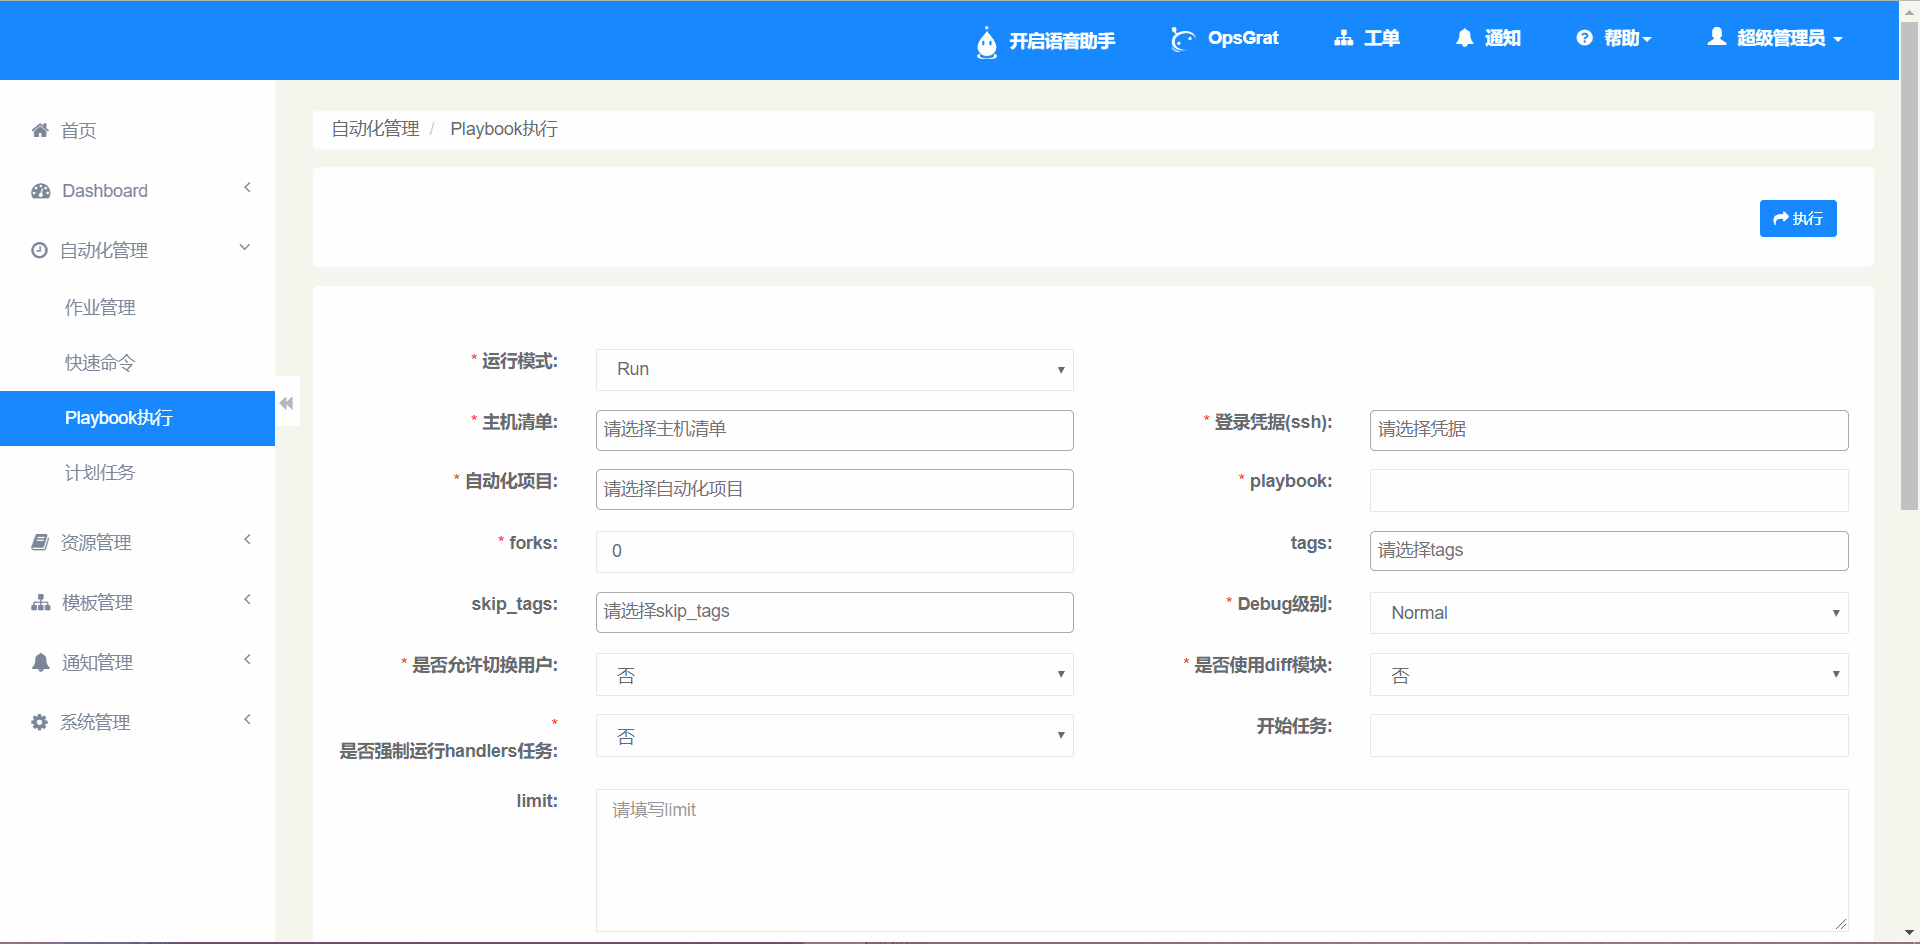 开启语音助手
OpsGrat
工单
通知
帮助
超级管理员
首页
Dashboard
自动化管理
作业管理
快速命令
Playbook执行
计划任务
资源管理
模板管理
通知管理
系统管理
自动化管理 / Playbook执行
执行
* 运行模式: Run
* 主机清单: 请选择主机清单
* 登录凭据(ssh): 请选择凭据
* 自动化项目: 请选择自动化项目
* playbook:
* forks: 0
tags: 请选择tags
skip_tags: 请选择skip_tags
* Debug级别: Normal
* 是否允许切换用户: 否
* 是否使用diff模块: 否
*
是否强制运行handlers任务: 否
开始任务:
limit: 请填写limit